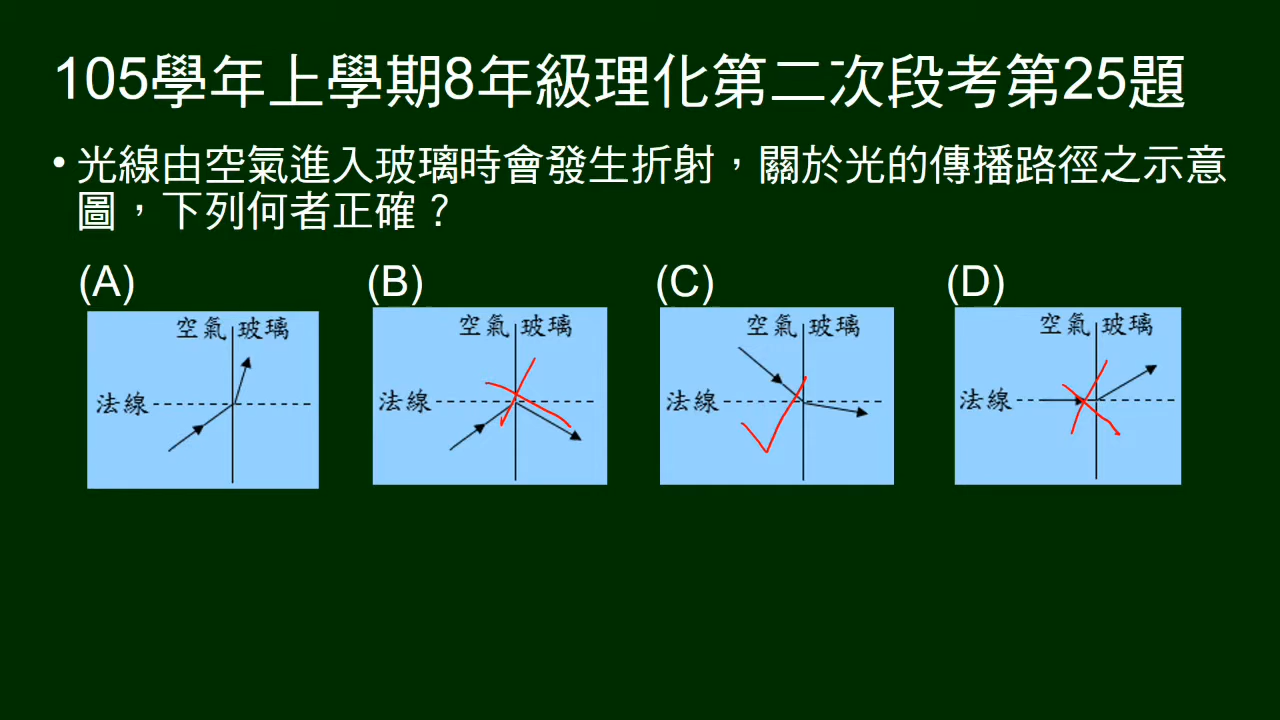 105學年上學期8年級理化第二次段考第25題
• 光線由空氣進入玻璃時會發生折射，關於光的傳播路徑之示意
圖，下列何者正確？
(A)
(B)
(C)
(D)
空氣 玻璃
法線
空氣 玻璃
法線
空氣 玻璃
法線
空氣 玻璃
法線